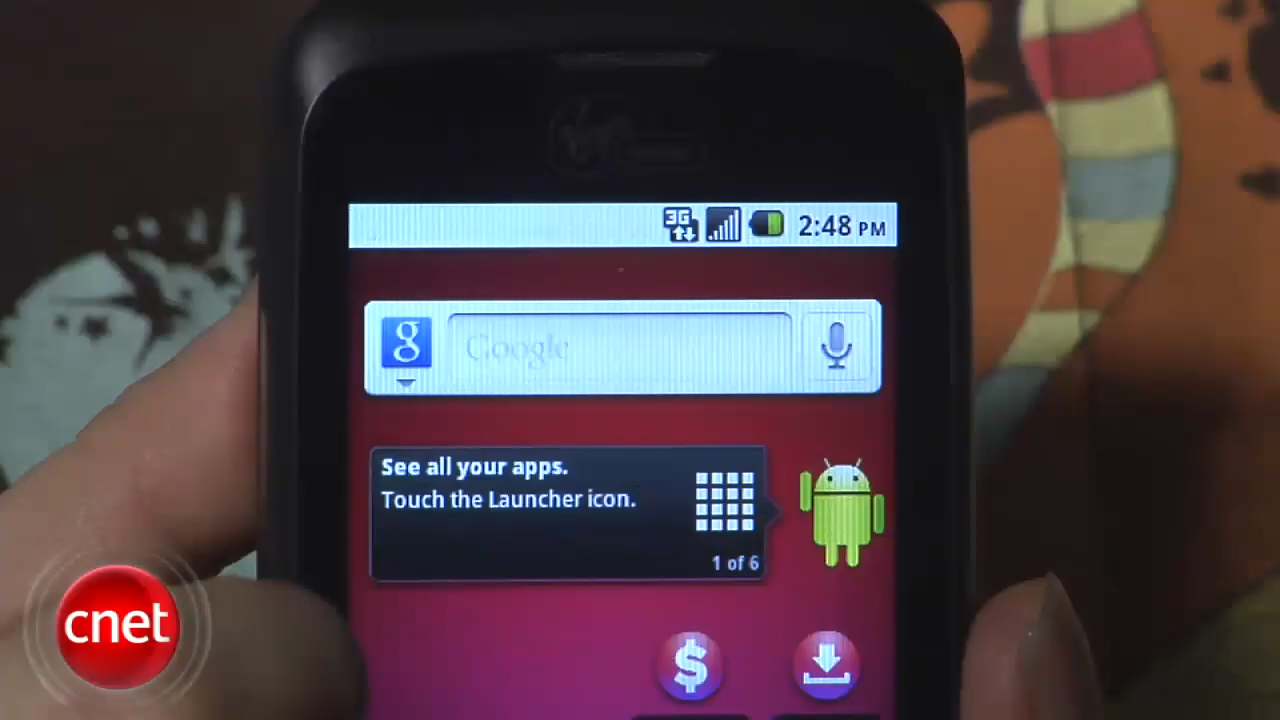 3G
2:48 PM
g
Google
See all your apps.
Touch the Launcher icon.
1 of 6
$
cnet